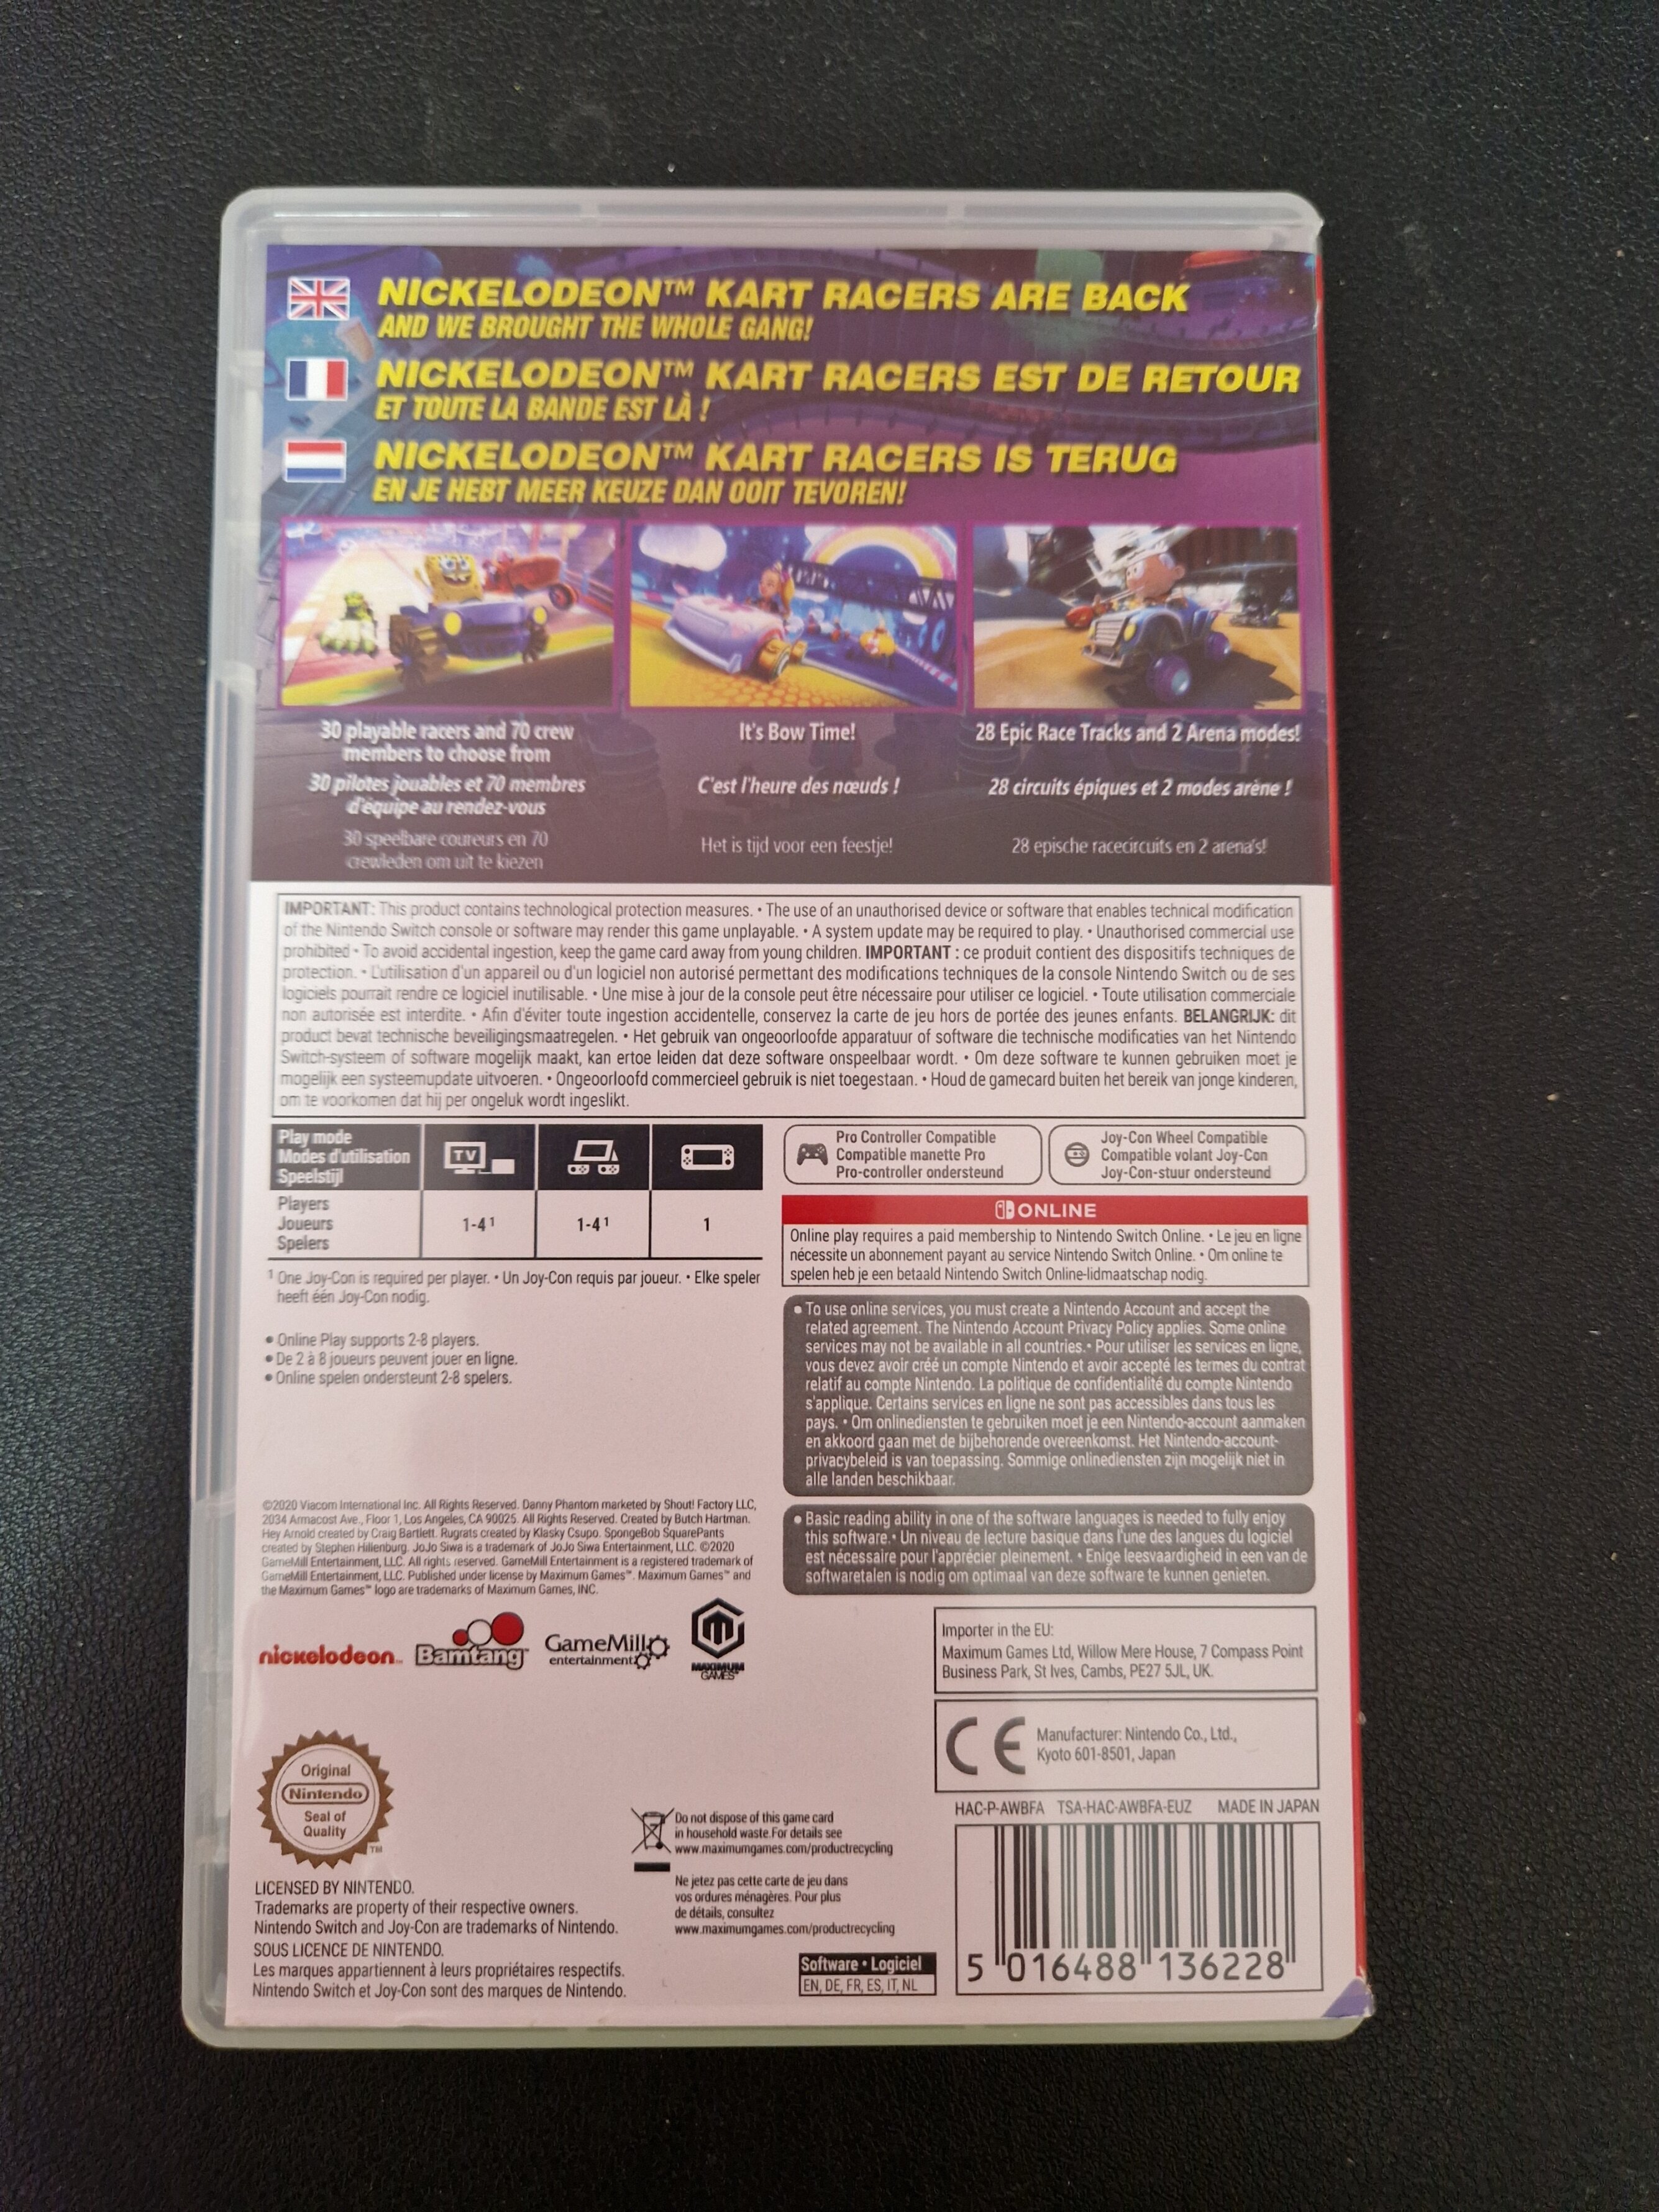 NICKELODEON™ KART RACERS ARE BACK
AND WE BROUGHT THE WHOLE GANG!
NICKELODEON™ KART RACERS EST DE RETOUR
ET TOUTE LA BANDE EST LÀ !
NICKELODEON™ KART RACERS IS TERUG
EN JE HEBT MEER KEUZE DAN OOIT TEVOREN!
30 playable racers and 70 crew
members to choose from
30 pilotes jouables et 70 membres
d'équipe au rendez-vous
30 speelbare coureurs en 70
crewleden om uit te kiezen
It's Bow Time!
C'est l'heure des nœuds !
Het is tijd voor een feestje!
28 Epic Race Tracks and 2 Arena modes!
28 circuits épiques et 2 modes arène !
28 epische racecircuits en 2 arena's!
IMPORTANT: This product contains technological protection measures. • The use of an unauthorised device or software that enables technical modification
of the Nintendo Switch console or software may render this game unplayable. • A system update may be required to play. • Unauthorised commercial use
prohibited • To avoid accidental ingestion, keep the game card away from young children. IMPORTANT : ce produit contient des dispositifs techniques de
protection. • L'utilisation d'un appareil ou d'un logiciel non autorisé permettant des modifications techniques de la console Nintendo Switch ou de ses
logiciels pourrait rendre ce logiciel inutilisable. • Une mise à jour de la console peut être nécessaire pour utiliser ce logiciel. • Toute utilisation commerciale
non autorisée est interdite. • Afin d'éviter toute ingestion accidentelle, conservez la carte de jeu hors de portée des jeunes enfants. BELANGRIJK: dit
product bevat technische beveiligingsmaatregelen. • Het gebruik van ongeoorloofde apparatuur of software die technische modificaties van het Nintendo
Switch-systeem of software mogelijk maakt, kan ertoe leiden dat deze software onspeelbaar wordt. • Om deze software te kunnen gebruiken moet je
mogelijk een systeemupdate uitvoeren. • Ongeoorloofd commercieel gebruik is niet toegestaan. • Houd de gamecard buiten het bereik van jonge kinderen,
om te voorkomen dat hij per ongeluk wordt ingeslikt.
Play mode
Modes d'utilisation
Speelstijl
TV
Players
Joueurs
Spelers
1-4¹
1-4¹
1
¹ One Joy-Con is required per player. • Un Joy-Con requis par joueur. • Elke speler
heeft één Joy-Con nodig.
• Online Play supports 2-8 players.
• De 2 à 8 joueurs peuvent jouer en ligne.
• Online spelen ondersteunt 2-8 spelers.
Pro Controller Compatible
Compatible manette Pro
Pro-controller ondersteund
Joy-Con Wheel Compatible
Compatible volant Joy-Con
Joy-Con-stuur ondersteund
ONLINE
Online play requires a paid membership to Nintendo Switch Online. • Le jeu en ligne
nécessite un abonnement payant au service Nintendo Switch Online. • Om online te
spelen heb je een betaald Nintendo Switch Online-lidmaatschap nodig.
• To use online services, you must create a Nintendo Account and accept the
related agreement. The Nintendo Account Privacy Policy applies. Some online
services may not be available in all countries.• Pour utiliser les services en ligne,
vous devez avoir créé un compte Nintendo et avoir accepté les termes du contrat
relatif au compte Nintendo. La politique de confidentialité du compte Nintendo
s'applique. Certains services en ligne ne sont pas accessibles dans tous les
pays. • Om onlinediensten te gebruiken moet je een Nintendo-account aanmaken
en akkoord gaan met de bijbehorende overeenkomst. Het Nintendo-account-
privacybeleid is van toepassing. Sommige onlinediensten zijn mogelijk niet in
alle landen beschikbaar.
• Basic reading ability in one of the software languages is needed to fully enjoy
this software.• Un niveau de lecture basique dans l'une des langues du logiciel
est nécessaire pour l'apprécier pleinement. • Enige leesvaardigheid in een van de
softwaretalen is nodig om optimaal van deze software te kunnen genieten.
©2020 Viacom International Inc. All Rights Reserved. Danny Phantom marketed by Shout! Factory LLC,
2034 Armacost Ave., Floor 1, Los Angeles, CA 90025. All Rights Reserved. Created by Butch Hartman.
Hey Arnold created by Craig Bartlett. Rugrats created by Klasky Csupo. SpongeBob SquarePants
created by Stephen Hillenburg. JoJo Siwa is a trademark of JoJo Siwa Entertainment, LLC. ©2020
GameMill Entertainment, LLC. All rights reserved. GameMill Entertainment is a registered trademark of
GameMill Entertainment, LLC. Published under license by Maximum Games™. Maximum Games™ and
the Maximum Games™ logo are trademarks of Maximum Games, INC.
nickelodeon™
Bamtang
GameMill
entertainment
MAXIMUM
GAMES™
Importer in the EU:
Maximum Games Ltd, Willow Mere House, 7 Compass Point
Business Park, St Ives, Cambs, PE27 5JL, UK.
CE
Manufacturer: Nintendo Co., Ltd.,
Kyoto 601-8501, Japan
HAC-P-AWBFA TSA-HAC-AWBFA-EUZ MADE IN JAPAN
5 016488 136228
Original
Nintendo
Seal of
Quality
TM
Do not dispose of this game card
in household waste.For details see
www.maximumgames.com/productrecycling
Ne jetez pas cette carte de jeu dans
vos ordures ménagères. Pour plus
de détails, consultez
www.maximumgames.com/productrecycling
LICENSED BY NINTENDO.
Trademarks are property of their respective owners.
Nintendo Switch and Joy-Con are trademarks of Nintendo.
SOUS LICENCE DE NINTENDO.
Les marques appartiennent à leurs propriétaires respectifs.
Nintendo Switch et Joy-Con sont des marques de Nintendo.
Software • Logiciel
EN, DE, FR, ES, IT, NL